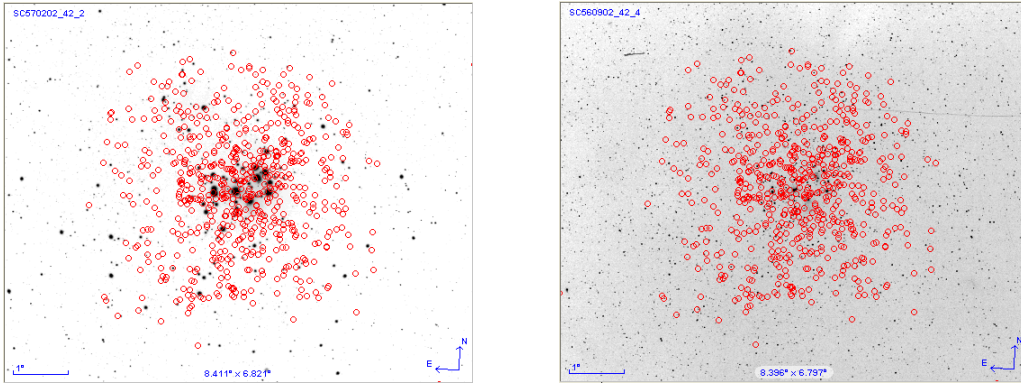 SC570202_42_2
N
E
1°
8.411° x 6.821°
SC560902_42_4
N
E
1°
8.396° x 6.797°